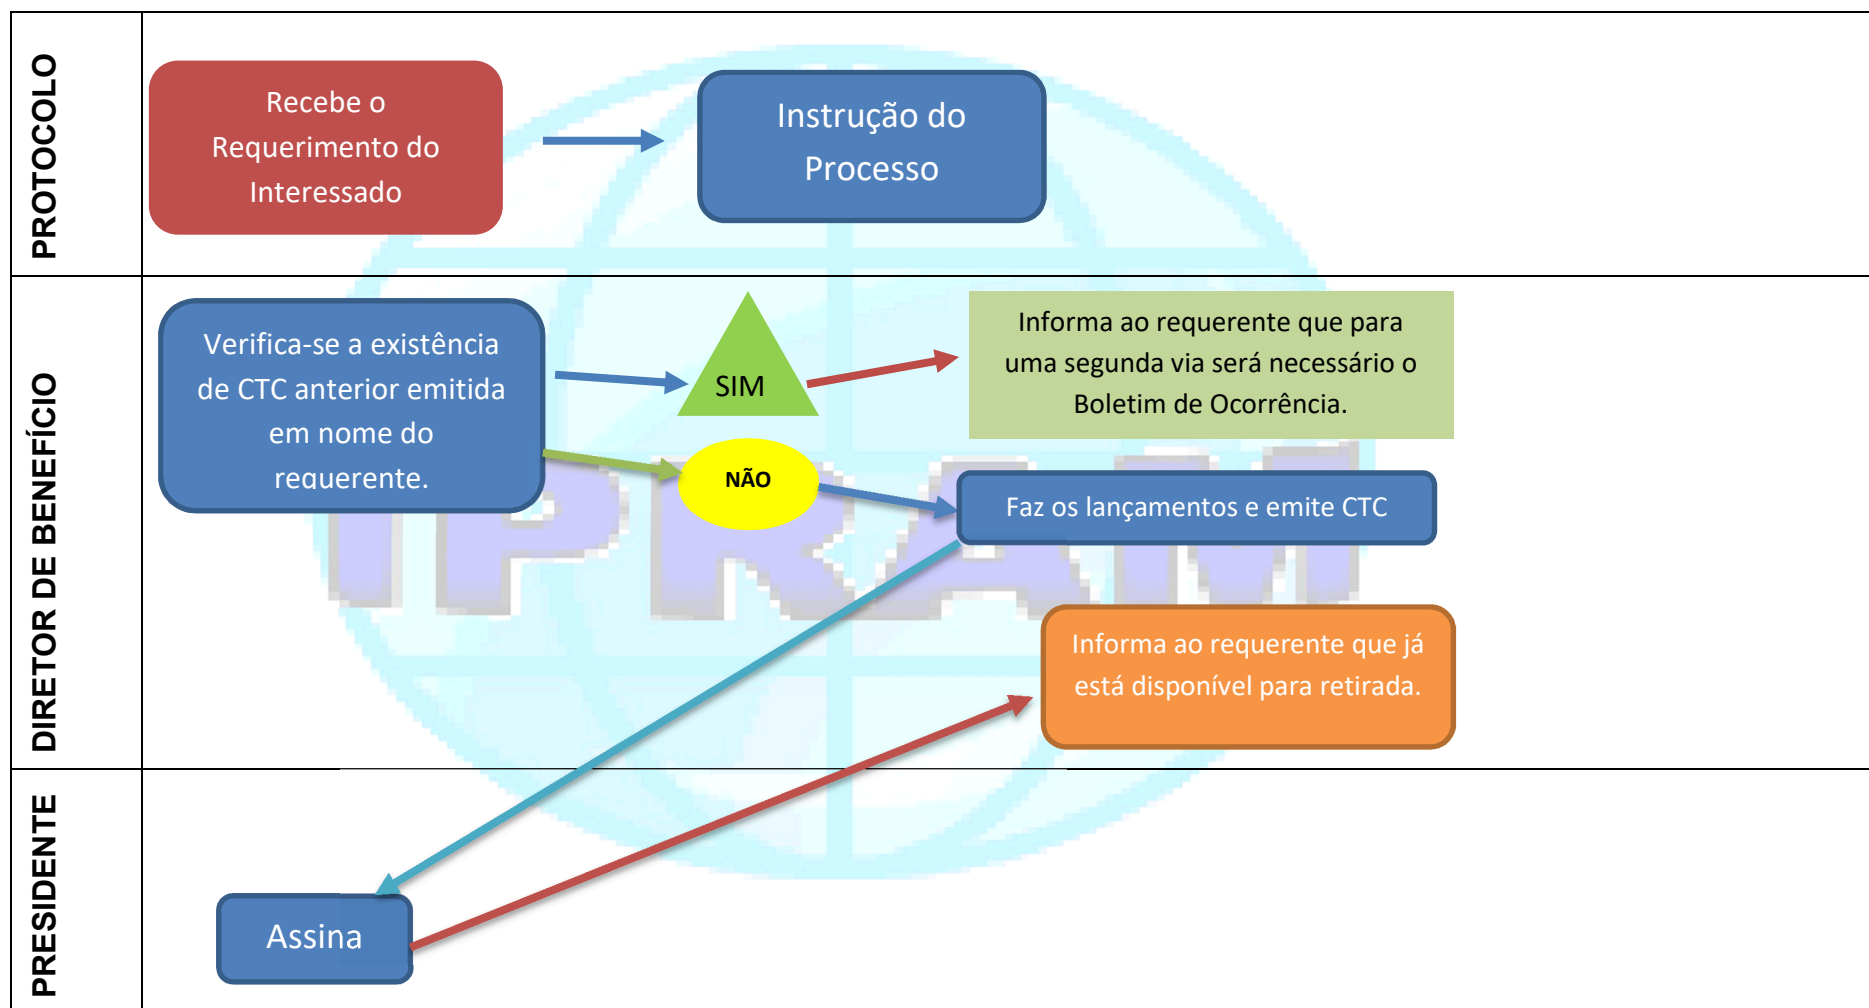 PROTOCOLO
Recebe o
Requerimento do
Interessado
Instrução do
Processo
DIRETOR DE BENEFÍCIO
Verifica-se a existência
de CTC anterior emitida
em nome do
requerente.
SIM
Informa ao requerente que para
uma segunda via será necessário o
Boletim de Ocorrência.
NÃO
Faz os lançamentos e emite CTC
IPRAM
Informa ao requerente que já
está disponível para retirada.
PRESIDENTE
Assina